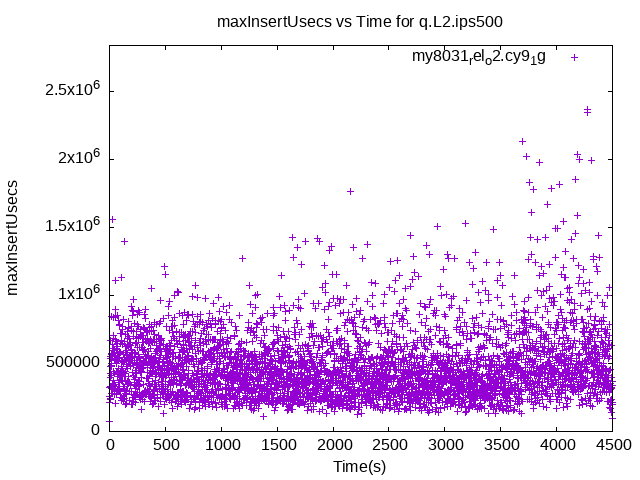 maxInsertUsecs vs Time for q.L2.ips500
my8031relo2.cy91g
maxInsertUsecs
2.5x10^6
2x10^6
1.5x10^6
1x10^6
500000
0
0 500 1000 1500 2000 2500 3000 3500 4000 4500
Time(s)